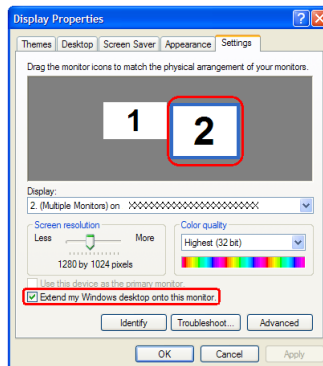 Display Properties
Themes Desktop Screen Saver Appearance Settings
Drag the monitor icons to match the physical arrangement of your monitors.
1 2
Display:
2. (Multiple Monitors) on XXXXXXXXXXXXXXXXXXXXXXX
Screen resolution Color quality
Less More Highest (32 bit)
1280 by 1024 pixels
Use this device as the primary monitor.
Extend my Windows desktop onto this monitor.
Identify Troubleshoot... Advanced
OK Cancel Apply